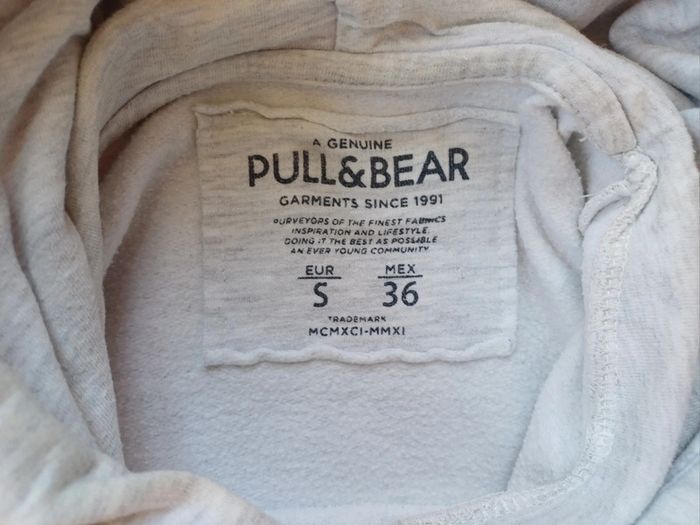 A GENUINE
PULL&BEAR
GARMENTS SINCE 1991
PURVEYORS OF THE FINEST FABRICS
INSPIRATION AND LIFESTYLE
DOING IT THE BEST AS POSSIBLE
AN EVER YOUNG COMMUNITY
EUR MEX
S 36
TRADEMARK
MCMXCI-MMXI